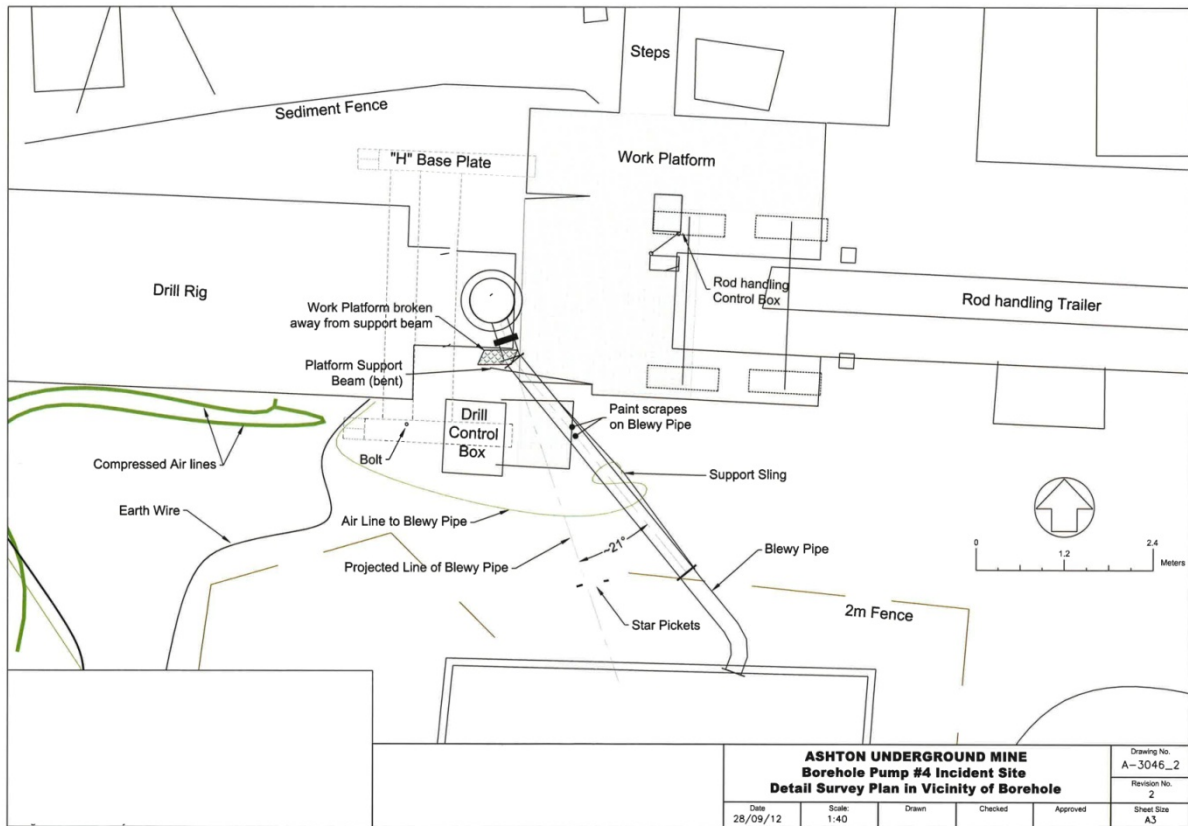 Steps
Sediment Fence
"H" Base Plate
Work Platform
Drill Rig
Rod handling
Control Box
Rod handling Trailer
Work Platform broken
away from support beam
Platform Support
Beam (bent)
Drill
Control
Box
Paint scrapes
on Blewy Pipe
Compressed Air lines
Bolt
Support Sling
Earth Wire
Air Line to Blewy Pipe
~21°
Projected Line of Blewy Pipe
Blewy Pipe
0
1.2
2.4
Meters
2m Fence
Star Pickets
ASHTON UNDERGROUND MINE
Borehole Pump #4 Incident Site
Detail Survey Plan in Vicinity of Borehole
Drawing No.
A-3046_2
Revision No.
2
Date
28/09/12
Scale:
1:40
Drawn
Checked
Approved
Sheet Size
A3